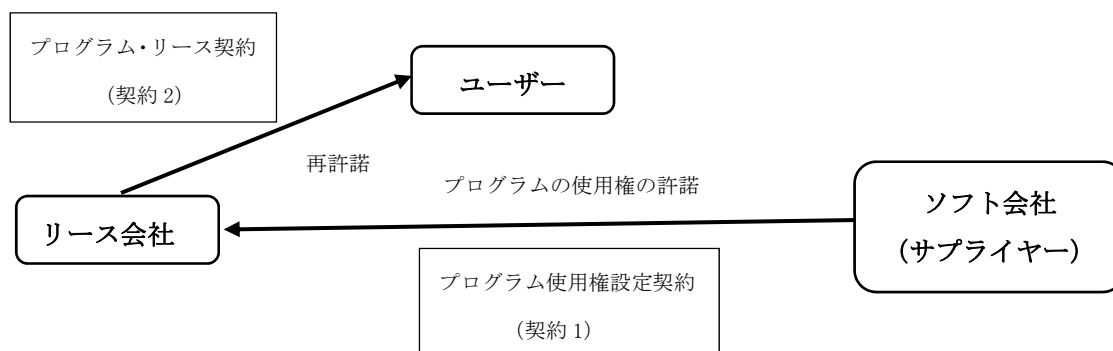 プログラム・リース契約
（契約 2）
ユーザー
再許諾
プログラムの使用権の許諾
リース会社
ソフト会社
（サプライヤー）
プログラム使用権設定契約
（契約 1）